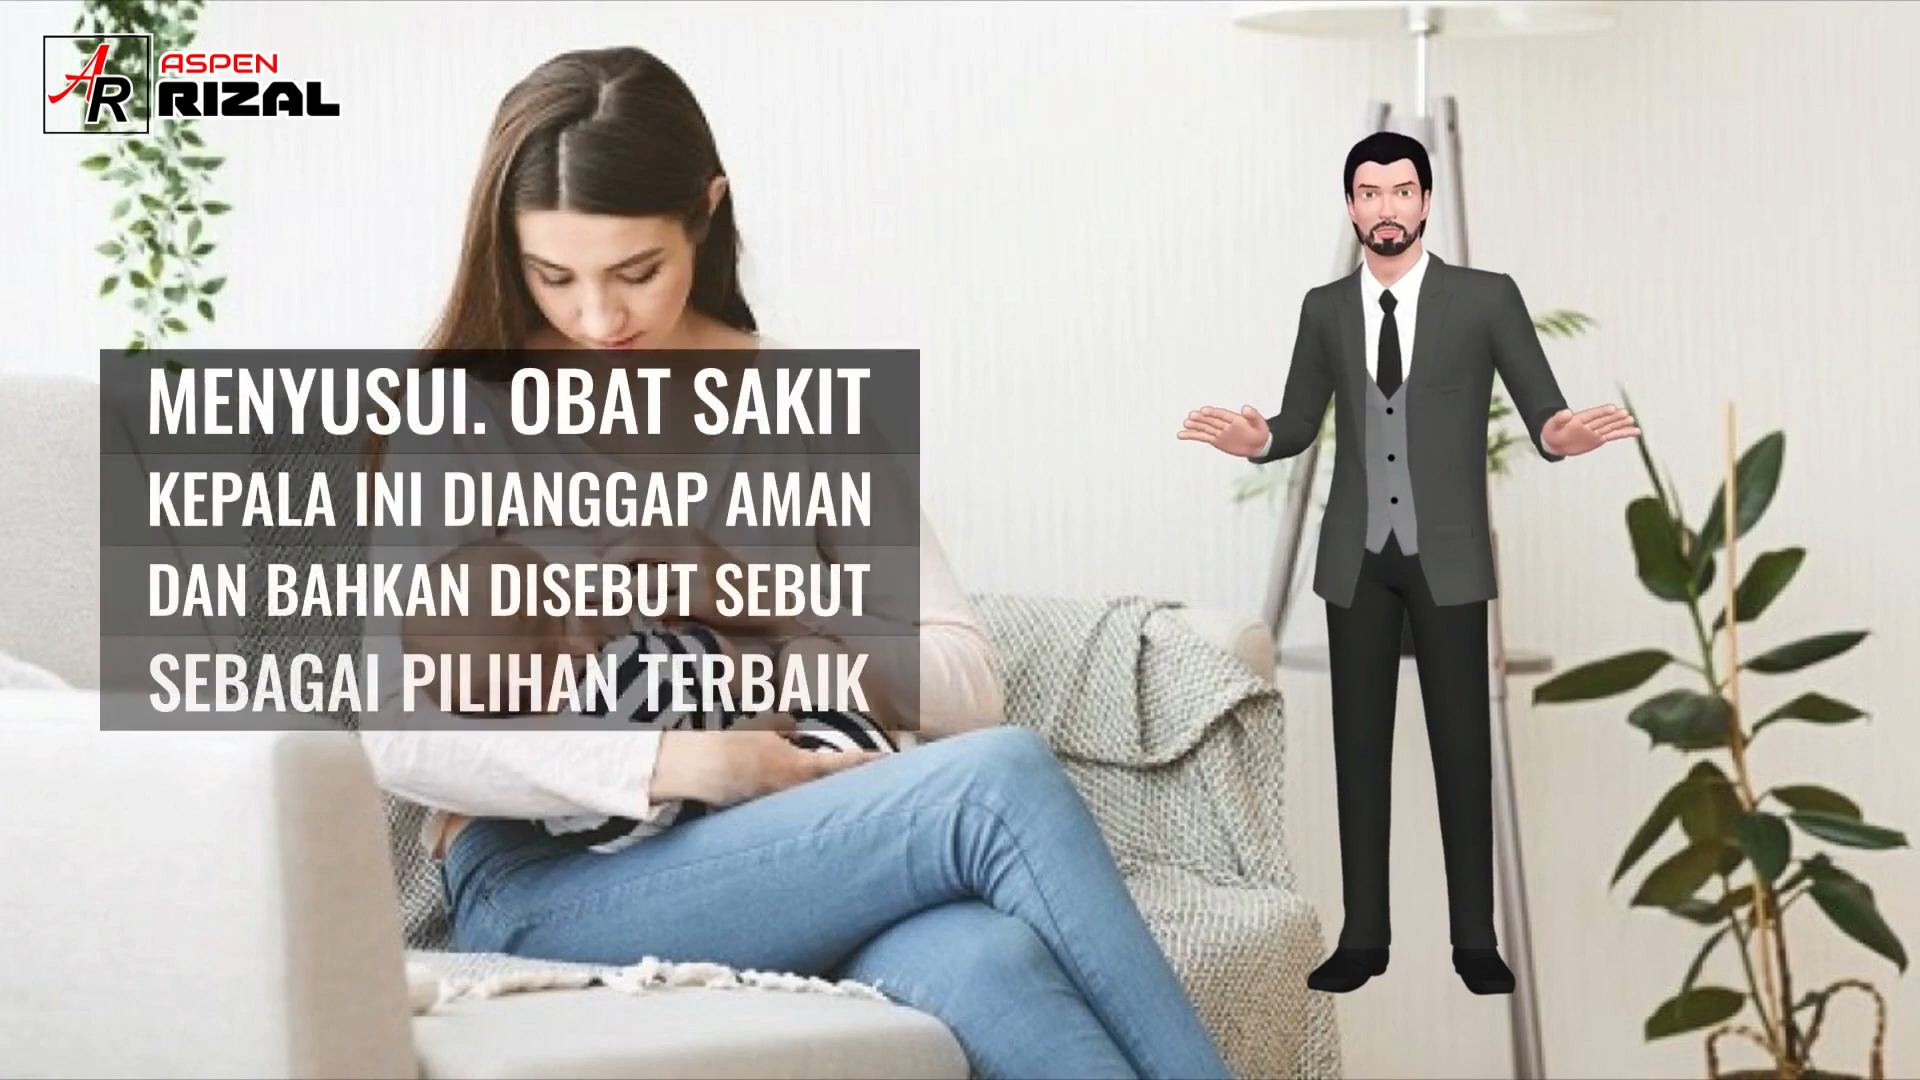 AR
ASPEN
RIZAL
MENYUSUI. OBAT SAKIT
KEPALA INI DIANGGAP AMAN
DAN BAHKAN DISEBUT SEBUT
SEBAGAI PILIHAN TERBAIK